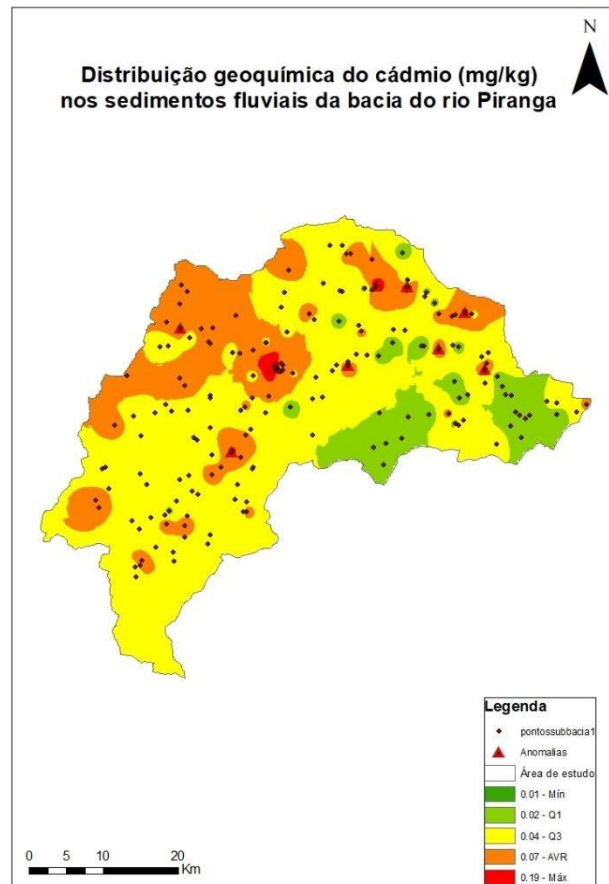 N
Distribuição geoquímica do cádmio (mg/kg)
nos sedimentos fluviais da bacia do rio Piranga
Legenda
pontossubbacia1
Anomalias
Área de estudo
0.01 - Mín
0.02 - Q1
0.04 - Q3
0.07 - AVR
0.19 - Máx
0 5 10 20
Km